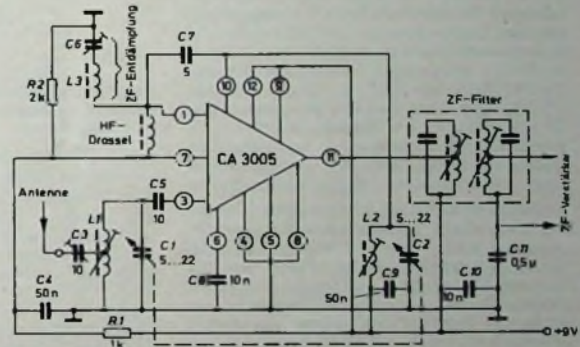 C6
C7
5
R2
2k
L3
ZF-Entdämpfung
10
12
1
HF-
Drossel
7
CA 3005
11
ZF-Filter
Antenne
C5
10
3
L1
C3
10
C1
5...22
6
4
5
8
C8
10n
L2
5...22
C2
C9
50n
C4
50n
R1
1k
C10
10n
C11
0,5µ
ZF-Verstärker
+9V